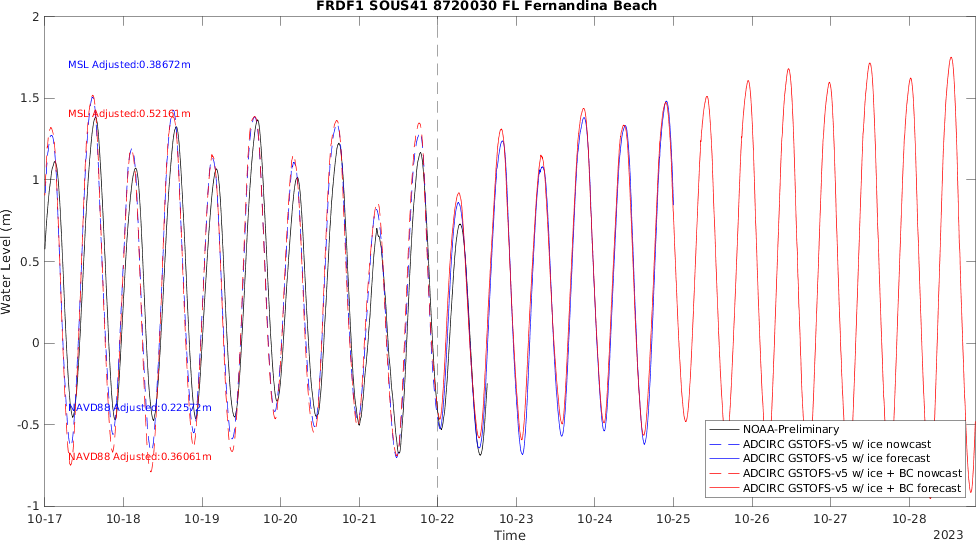 FRDF1 SOUS41 8720030 FL Fernandina Beach
2
1.5
1
0.5
0
-0.5
-1
Water Level (m)
MSL Adjusted:0.38672m
MSL Adjusted:0.52161m
NAVD88 Adjusted:0.22572m
NAVD88 Adjusted:0.36061m
NOAA-Preliminary
ADCIRC GSTOFS-v5 w/ ice nowcast
ADCIRC GSTOFS-v5 w/ ice forecast
ADCIRC GSTOFS-v5 w/ ice + BC nowcast
ADCIRC GSTOFS-v5 w/ ice + BC forecast
10-17 10-18 10-19 10-20 10-21 10-22 10-23 10-24 10-25 10-26 10-27 10-28
Time
2023